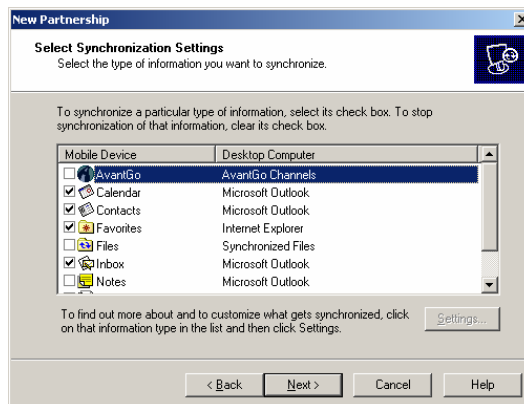 New Partnership
Select Synchronization Settings
Select the type of information you want to synchronize.
To synchronize a particular type of information, select its check box. To stop
synchronization of that information, clear its check box.
Mobile Device Desktop Computer
AvantGo AvantGo Channels
Calendar Microsoft Outlook
Contacts Microsoft Outlook
Favorites Internet Explorer
Files Synchronized Files
Inbox Microsoft Outlook
Notes Microsoft Outlook
To find out more about and to customize what gets synchronized, click
on that information type in the list and then click Settings.
Settings...
< Back Next > Cancel Help